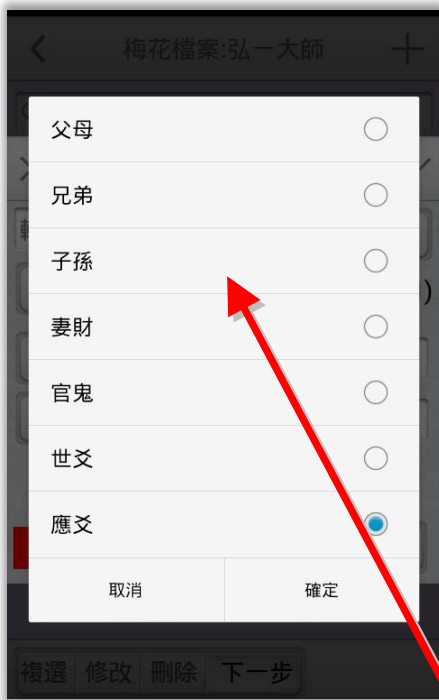 梅花檔案:弘一大師
父母
兄弟
子孫
妻財
官鬼
世爻
應爻
取消 確定
複選 修改 刪除 下一步